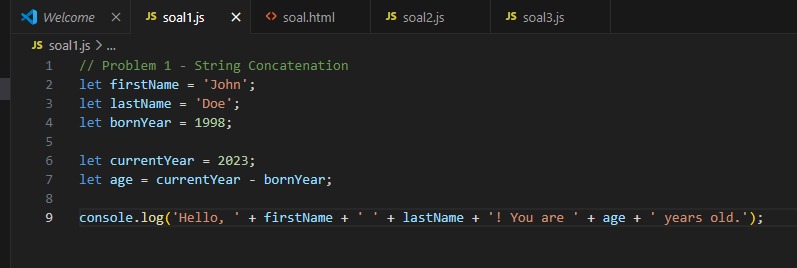 Welcome
JS soal1.js
<> soal.html
JS soal2.js
JS soal3.js
JS soal1.js > ...
1 // Problem 1 - String Concatenation
2 let firstName = 'John';
3 let lastName = 'Doe';
4 let bornYear = 1998;
5
6 let currentYear = 2023;
7 let age = currentYear - bornYear;
8
9 console.log('Hello, ' + firstName + ' ' + lastName + '! You are ' + age + ' years old.');